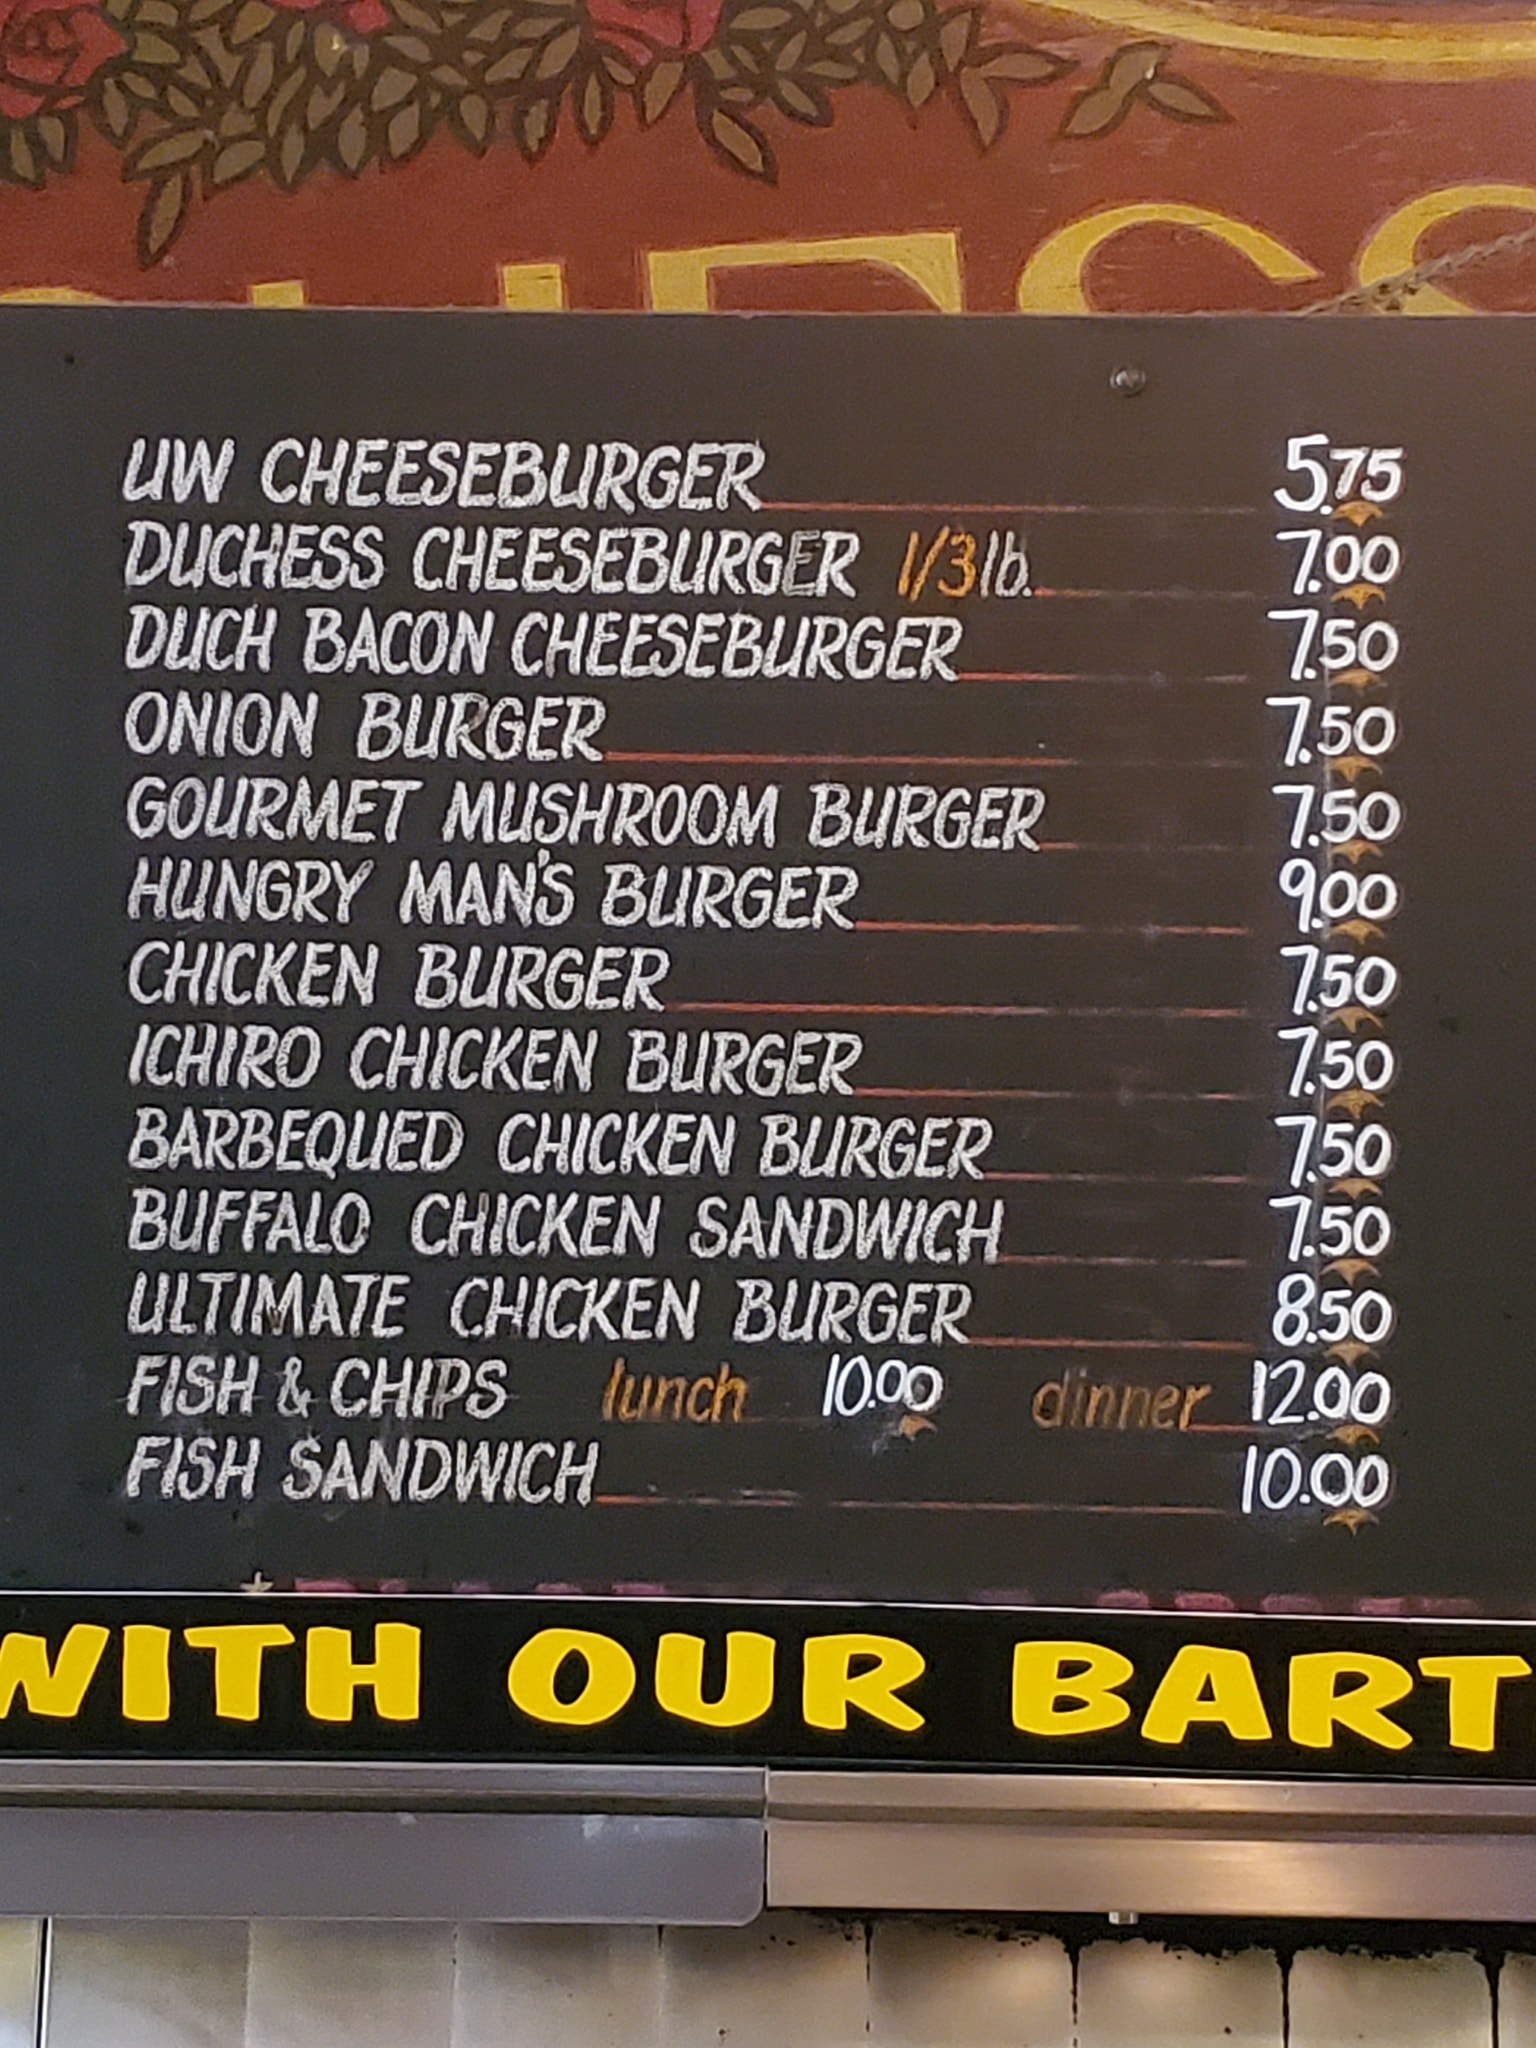 UW CHEESEBURGER 5.75
DUCHESS CHEESEBURGER 1/3 lb. 7.00
DUCH BACON CHEESEBURGER 7.50
ONION BURGER 7.50
GOURMET MUSHROOM BURGER 7.50
HUNGRY MAN'S BURGER 9.00
CHICKEN BURGER 7.50
ICHIRO CHICKEN BURGER 7.50
BARBEQUED CHICKEN BURGER 7.50
BUFFALO CHICKEN SANDWICH 7.50
ULTIMATE CHICKEN BURGER 8.50
FISH & CHIPS lunch 10.00 dinner 12.00
FISH SANDWICH 10.00
WITH OUR BART